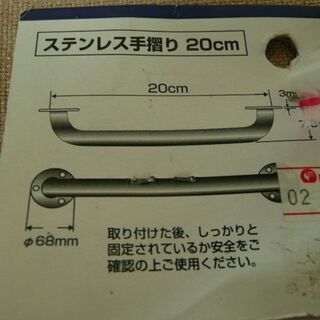 ステンレス手摺り 20cm
20cm
3m
φ68mm
02
取り付けた後、しっかりと
固定されているか安全をご
確認の上ご使用ください。